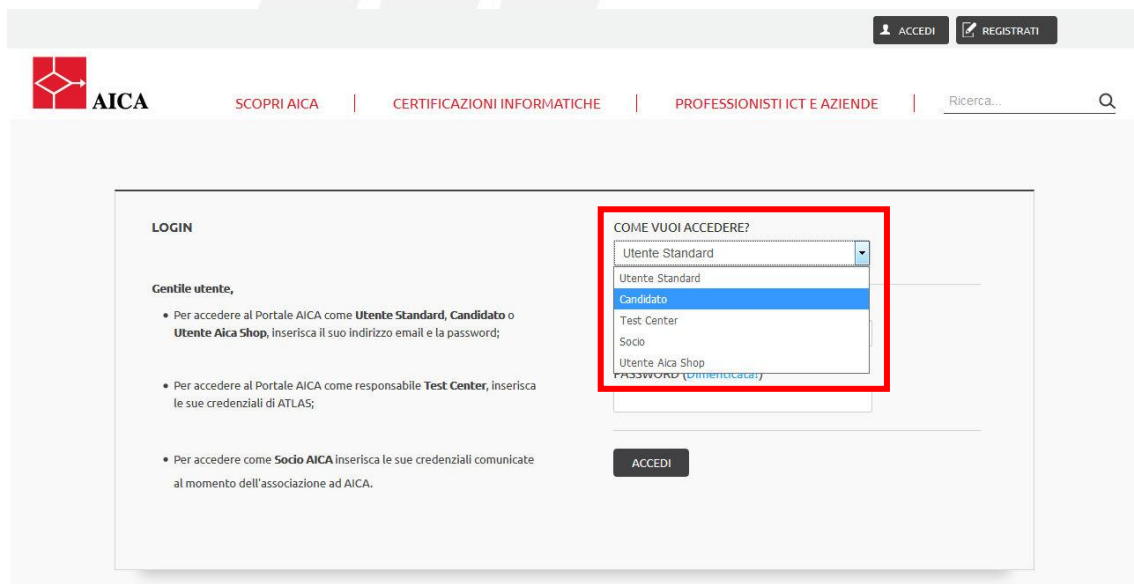 ACCEDI
REGISTRATI
AICA
SCOPRI AICA
CERTIFICAZIONI INFORMATICHE
PROFESSIONISTI ICT E AZIENDE
Ricerca...
LOGIN
Gentile utente,
• Per accedere al Portale AICA come Utente Standard, Candidato o
Utente Aica Shop, inserisca il suo indirizzo email e la password;
• Per accedere al Portale AICA come responsabile Test Center, inserisca
le sue credenziali di ATLAS;
• Per accedere come Socio AICA inserisca le sue credenziali comunicate
al momento dell'associazione ad AICA.
COME VUOI ACCEDERE?
Utente Standard
Utente Standard
Candidato
Test Center
Socio
Utente Aica Shop
PASSWORD (Dimenticata?)
ACCEDI